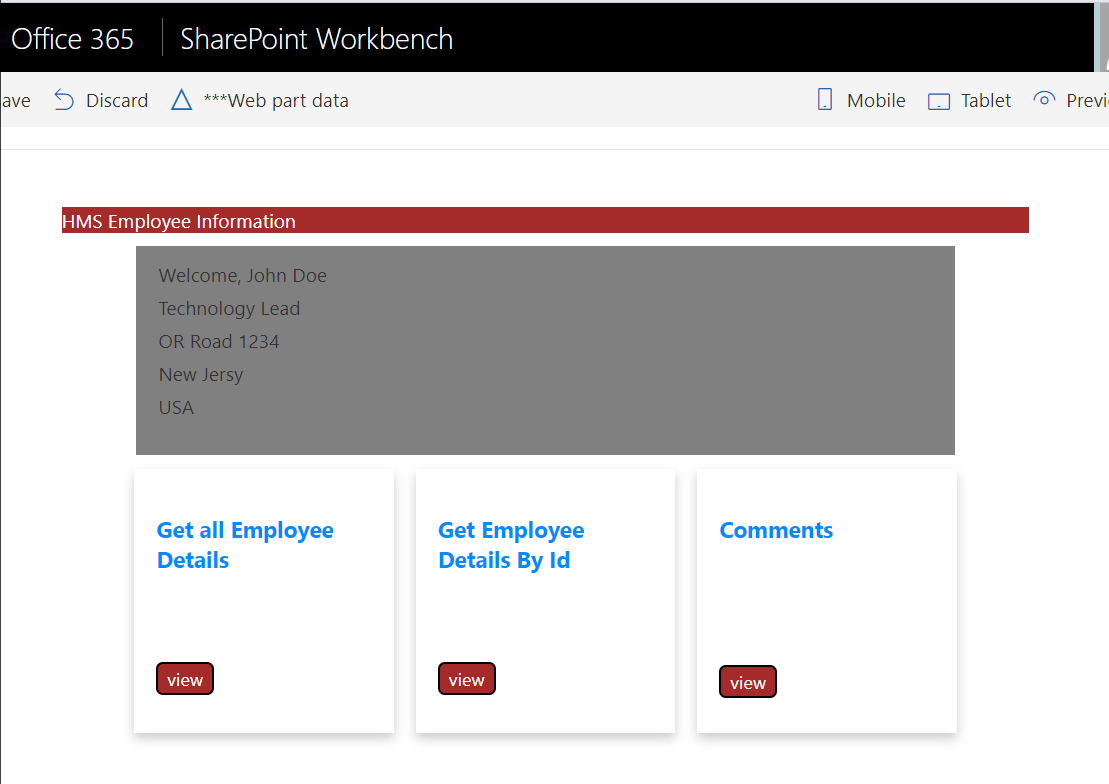 Office 365 SharePoint Workbench
ave Discard ***Web part data Mobile Tablet Previ
HMS Employee Information
Welcome, John Doe
Technology Lead
OR Road 1234
New Jersy
USA
Get all Employee
Details
view
Get Employee
Details By Id
view
Comments
view